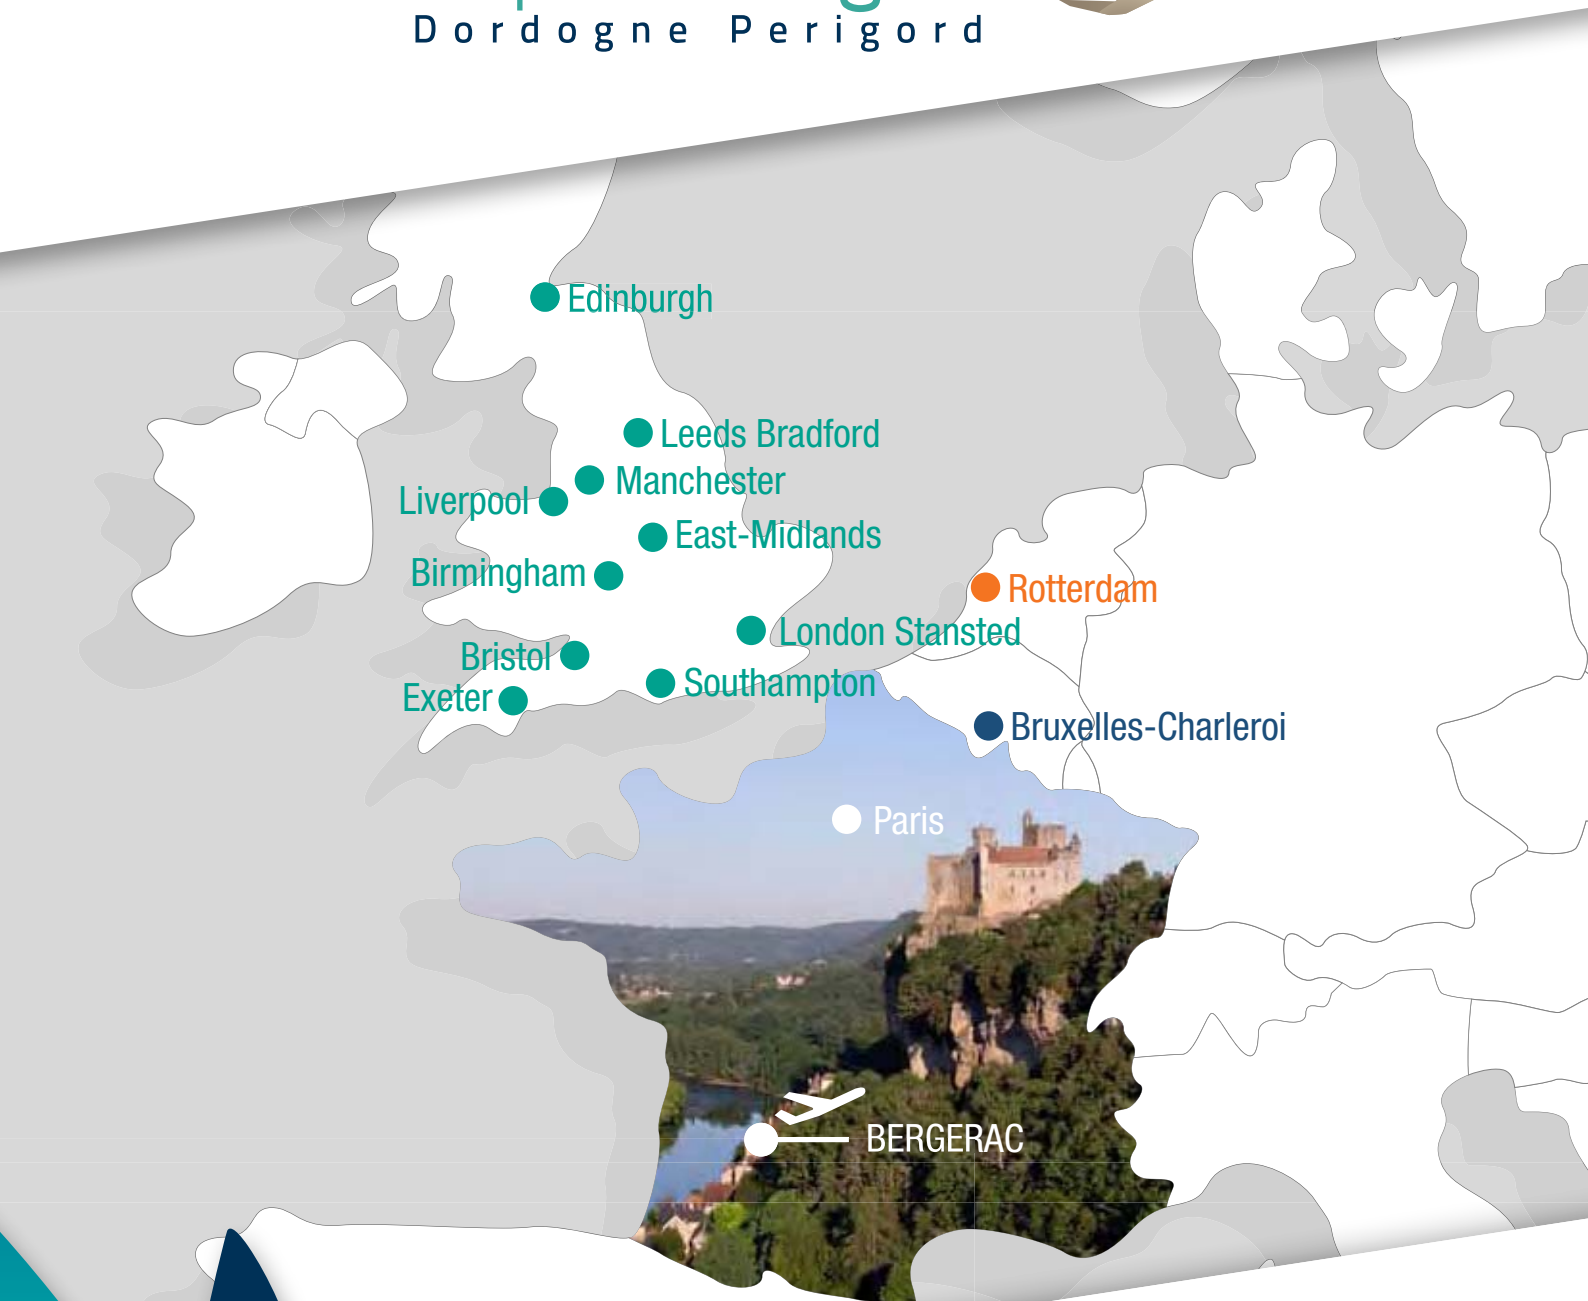 Dordogne Perigord
Edinburgh
Leeds Bradford
Manchester
Liverpool
East-Midlands
Birmingham
Rotterdam
London Stansted
Bristol
Southampton
Exeter
Bruxelles-Charleroi
Paris
BERGERAC